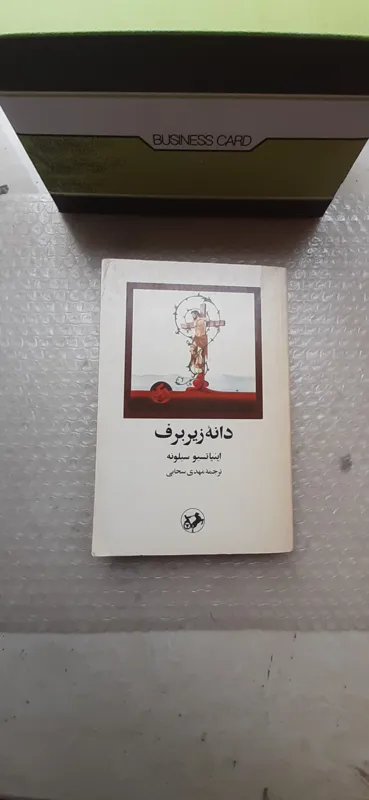 BUSINESS CARD
دانهٔ زیر برف
اینیاتسیو سیلونه
ترجمهٔ مهدی سحابی